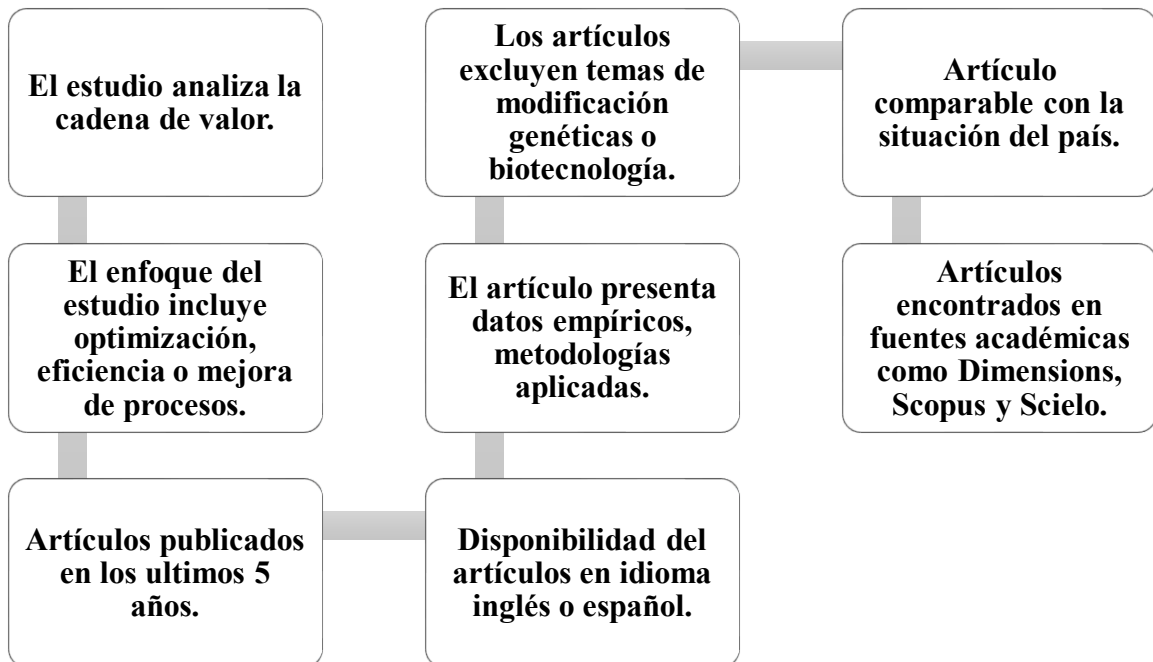 El estudio analiza la
cadena de valor.
El enfoque del
estudio incluye
optimización,
eficiencia o mejora
de procesos.
Artículos publicados
en los ultimos 5
años.
Disponibilidad del
artículos en idioma
inglés o español.
El artículo presenta
datos empíricos,
metodologías
aplicadas.
Los artículos
excluyen temas de
modificación
genéticas o
biotecnología.
Artículo
comparable con la
situación del país.
Artículos
encontrados en
fuentes académicas
como Dimensions,
Scopus y Scielo.